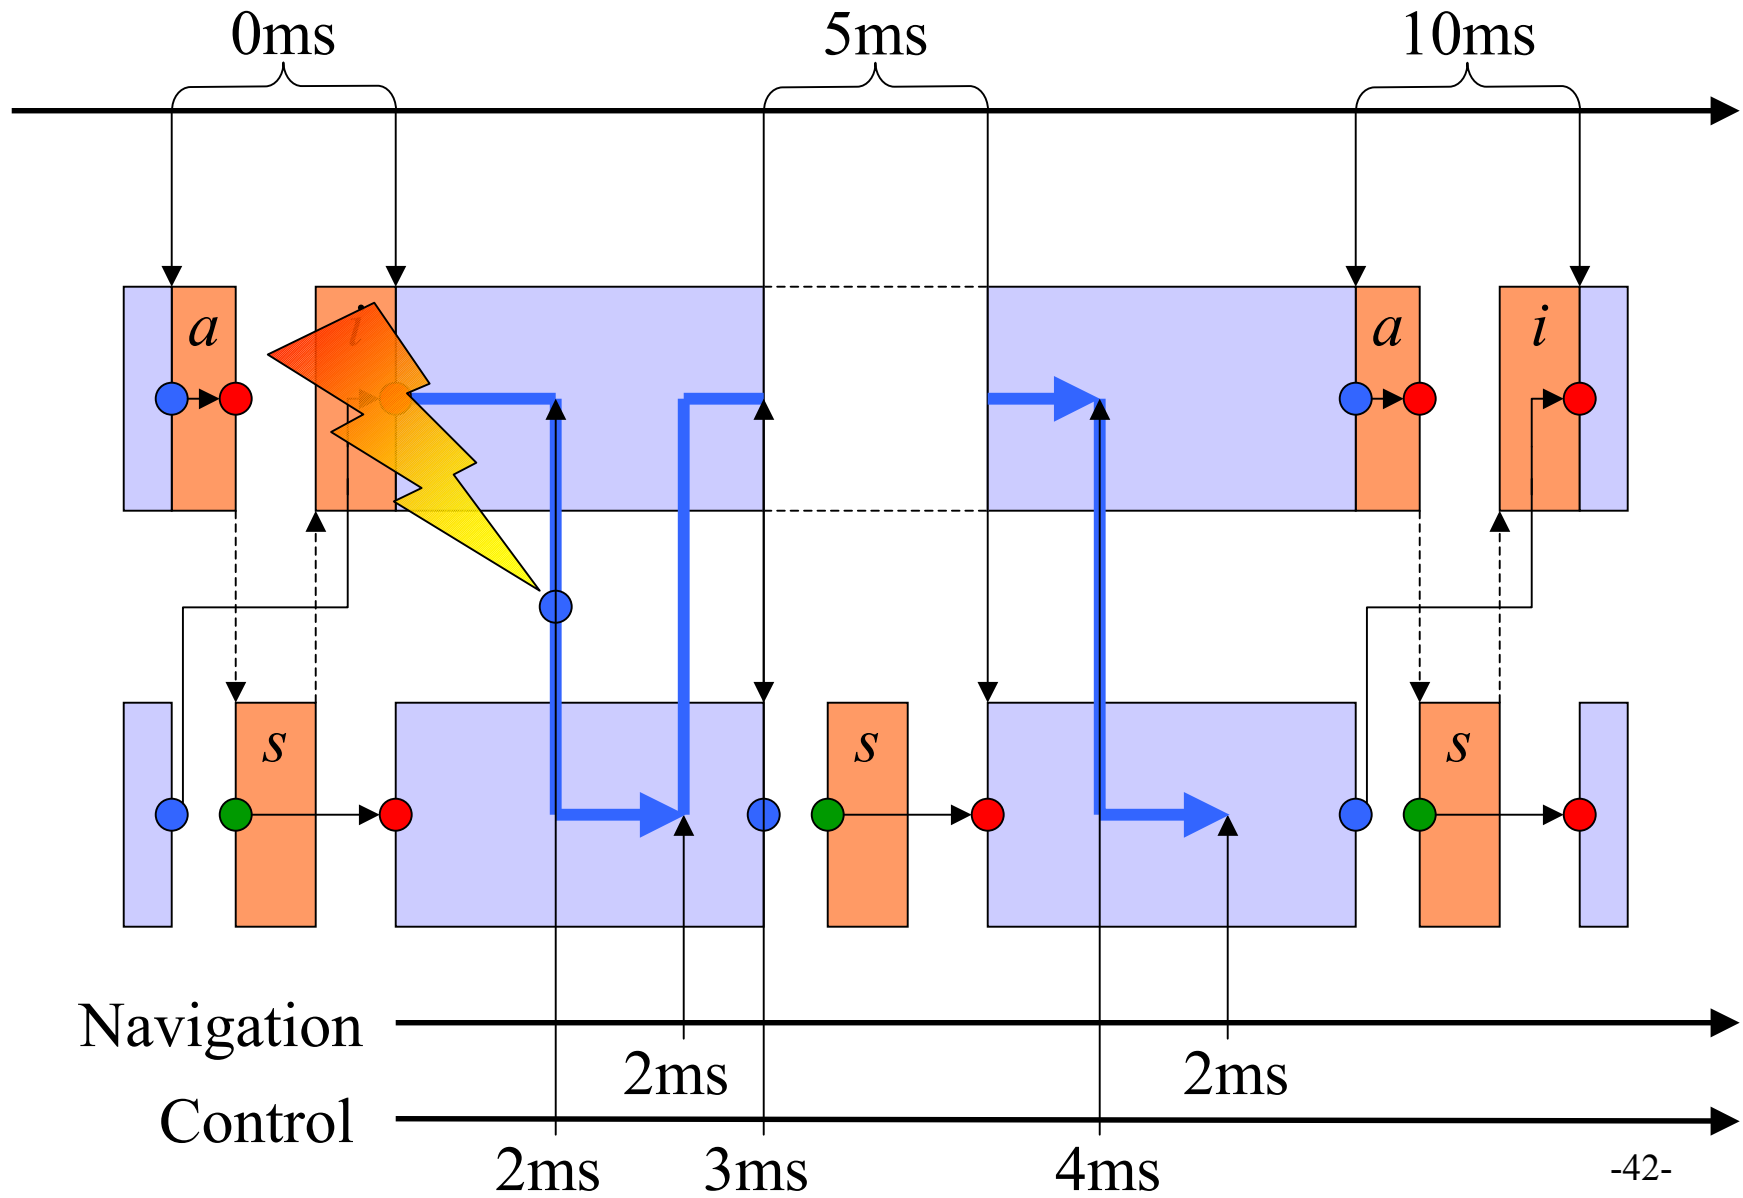 0ms 5ms 10ms
a i a i
s s s
Navigation
2ms 2ms
Control
2ms 3ms 4ms -42-